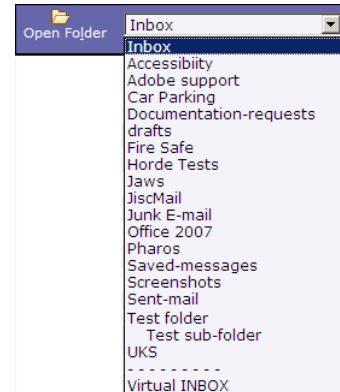 Open Folder
Inbox
Inbox
Accessibiity
Adobe support
Car Parking
Documentation-requests
drafts
Fire Safe
Horde Tests
Jaws
JiscMail
Junk E-mail
Office 2007
Pharos
Saved-messages
Screenshots
Sent-mail
Test folder
Test sub-folder
UKS
- - - - - - - - -
Virtual INBOX